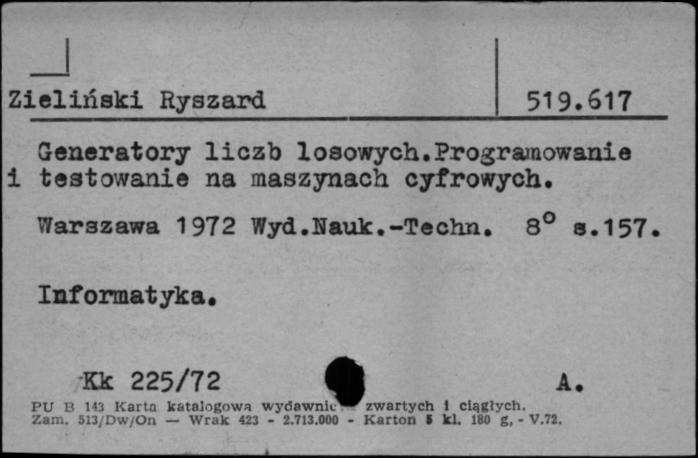 Zieliński Ryszard 519.617
Generatory liczb losowych.Programowanie
i testowanie na maszynach cyfrowych.
Warszawa 1972 Wyd.Nauk.-Techn. 8° s.157.
Informatyka.
Kk 225/72 A.
PU B 143 Karta katalogowa zwartych i ciągłych.
Zam. 513/Dw/On — Wrak 423 - 2.713.000 - Karton 5 kl. 180 g, - V.72.